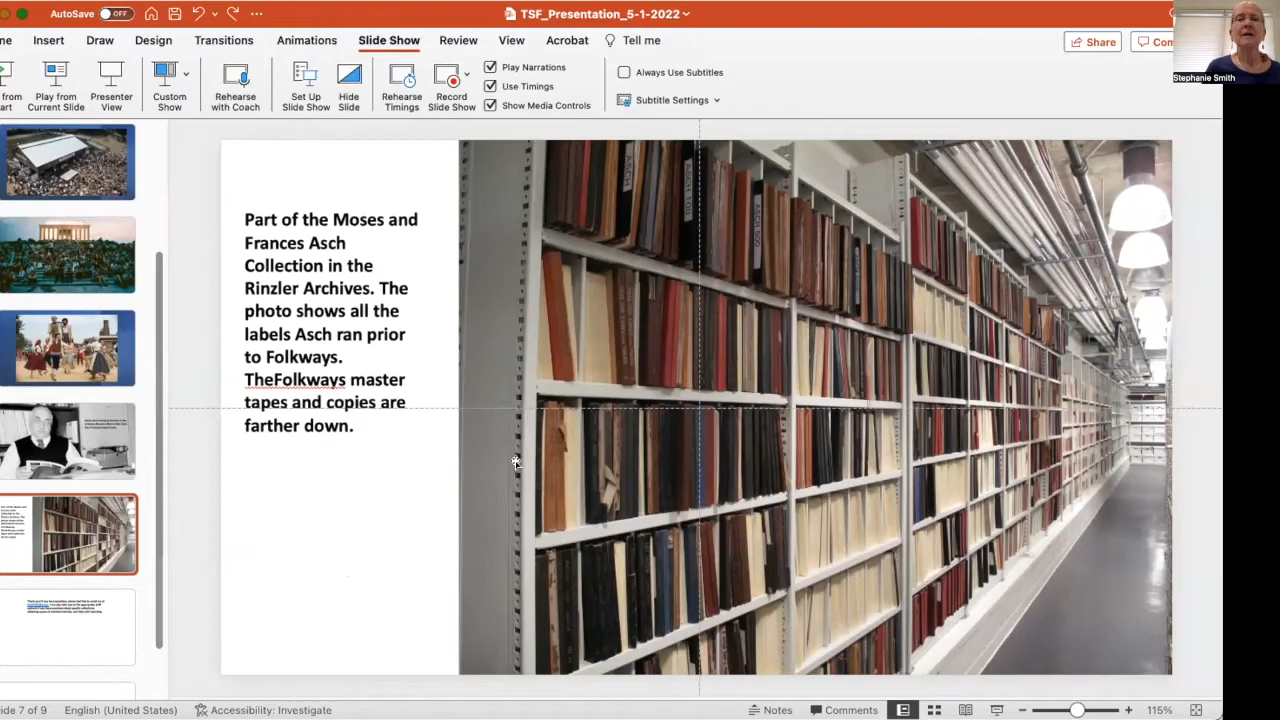 AutoSave OFF
TSF_Presentation_5-1-2022
Insert Draw Design Transitions Animations Slide Show Review View Acrobat Tell me
Share
Play from Current Slide
Presenter View
Custom Show
Rehearse with Coach
Set Up Slide Show
Hide Slide
Rehearse Timings
Record Slide Show
Play Narrations
Use Timings
Show Media Controls
Always Use Subtitles
Subtitle Settings
Stephanie Smith
Part of the Moses and
Frances Asch
Collection in the
Rinzler Archives. The
photo shows all the
labels Asch ran prior
to Folkways.
TheFolkways master
tapes and copies are
farther down.
ASCH
ASCH 100
7 of 9
English (United States)
Accessibility: Investigate
Notes
Comments
115%